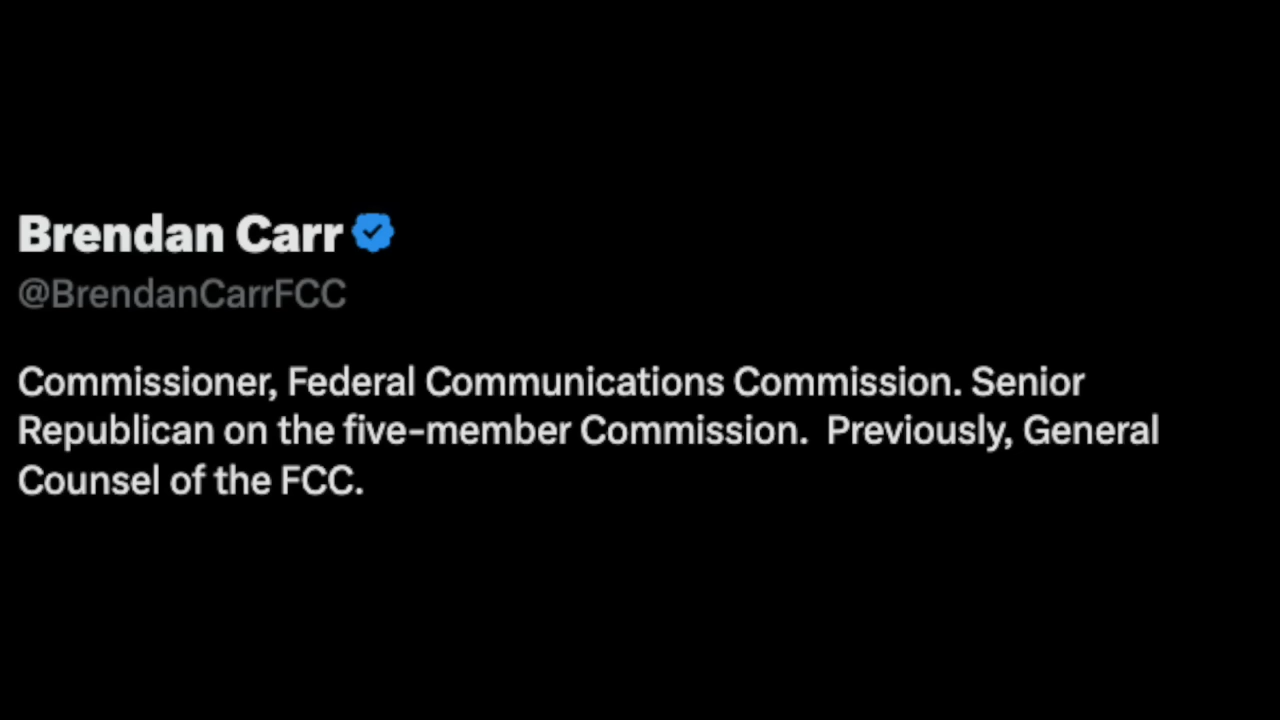 Brendan Carr
@BrendanCarrFCC
Commissioner, Federal Communications Commission. Senior
Republican on the five-member Commission.  Previously, General
Counsel of the FCC.